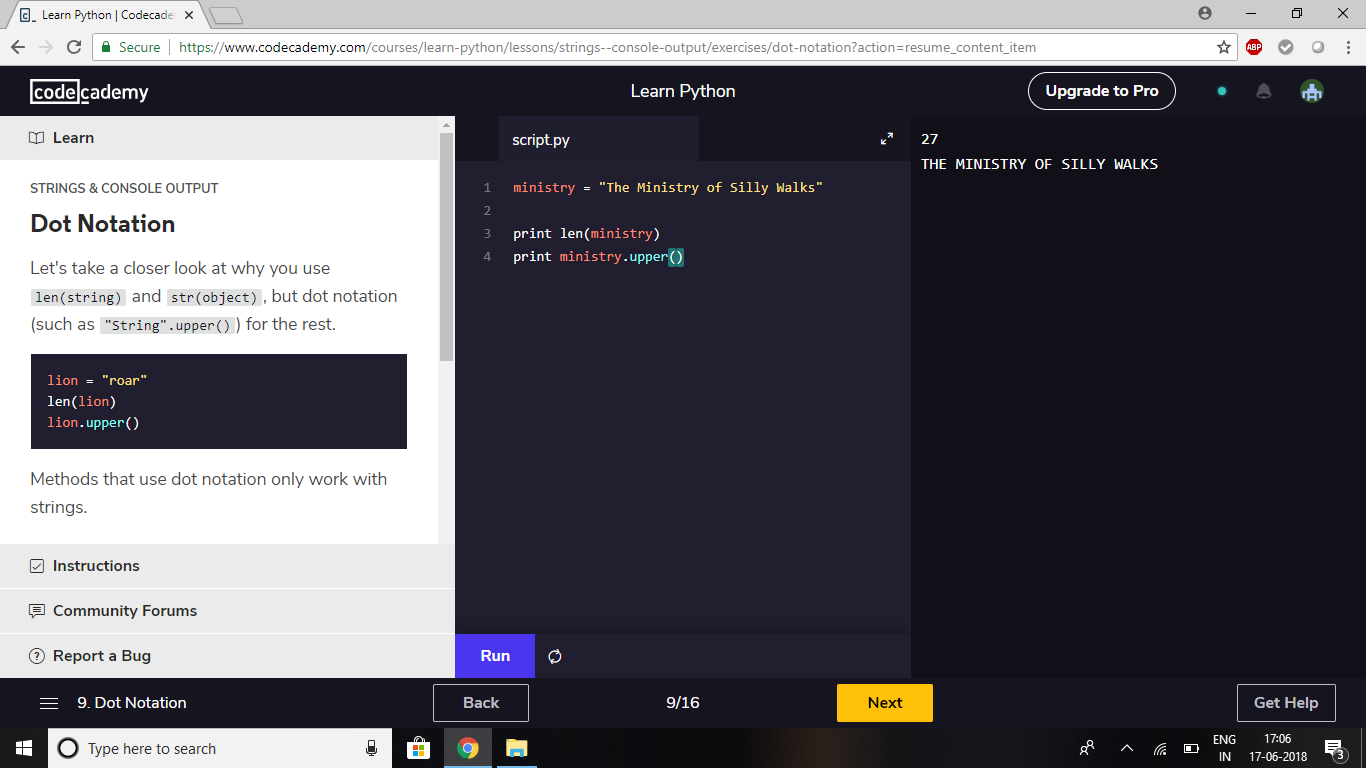 Learn Python | Codecade
Secure
https://www.codecademy.com/courses/learn-python/lessons/strings--console-output/exercises/dot-notation?action=resume_content_item
ABP
codecademy
Learn Python
Upgrade to Pro
Learn
STRINGS & CONSOLE OUTPUT
Dot Notation
Let's take a closer look at why you use
len(string) and str(object), but dot notation
(such as "String".upper()) for the rest.
lion = "roar"
len(lion)
lion.upper()
Methods that use dot notation only work with
strings.
Instructions
Community Forums
Report a Bug
script.py
1 ministry = "The Ministry of Silly Walks"
2
3 print len(ministry)
4 print ministry.upper()
Run
27
THE MINISTRY OF SILLY WALKS
9. Dot Notation
Back
9/16
Next
Get Help
Type here to search
ENG
IN
17:06
17-06-2018
3